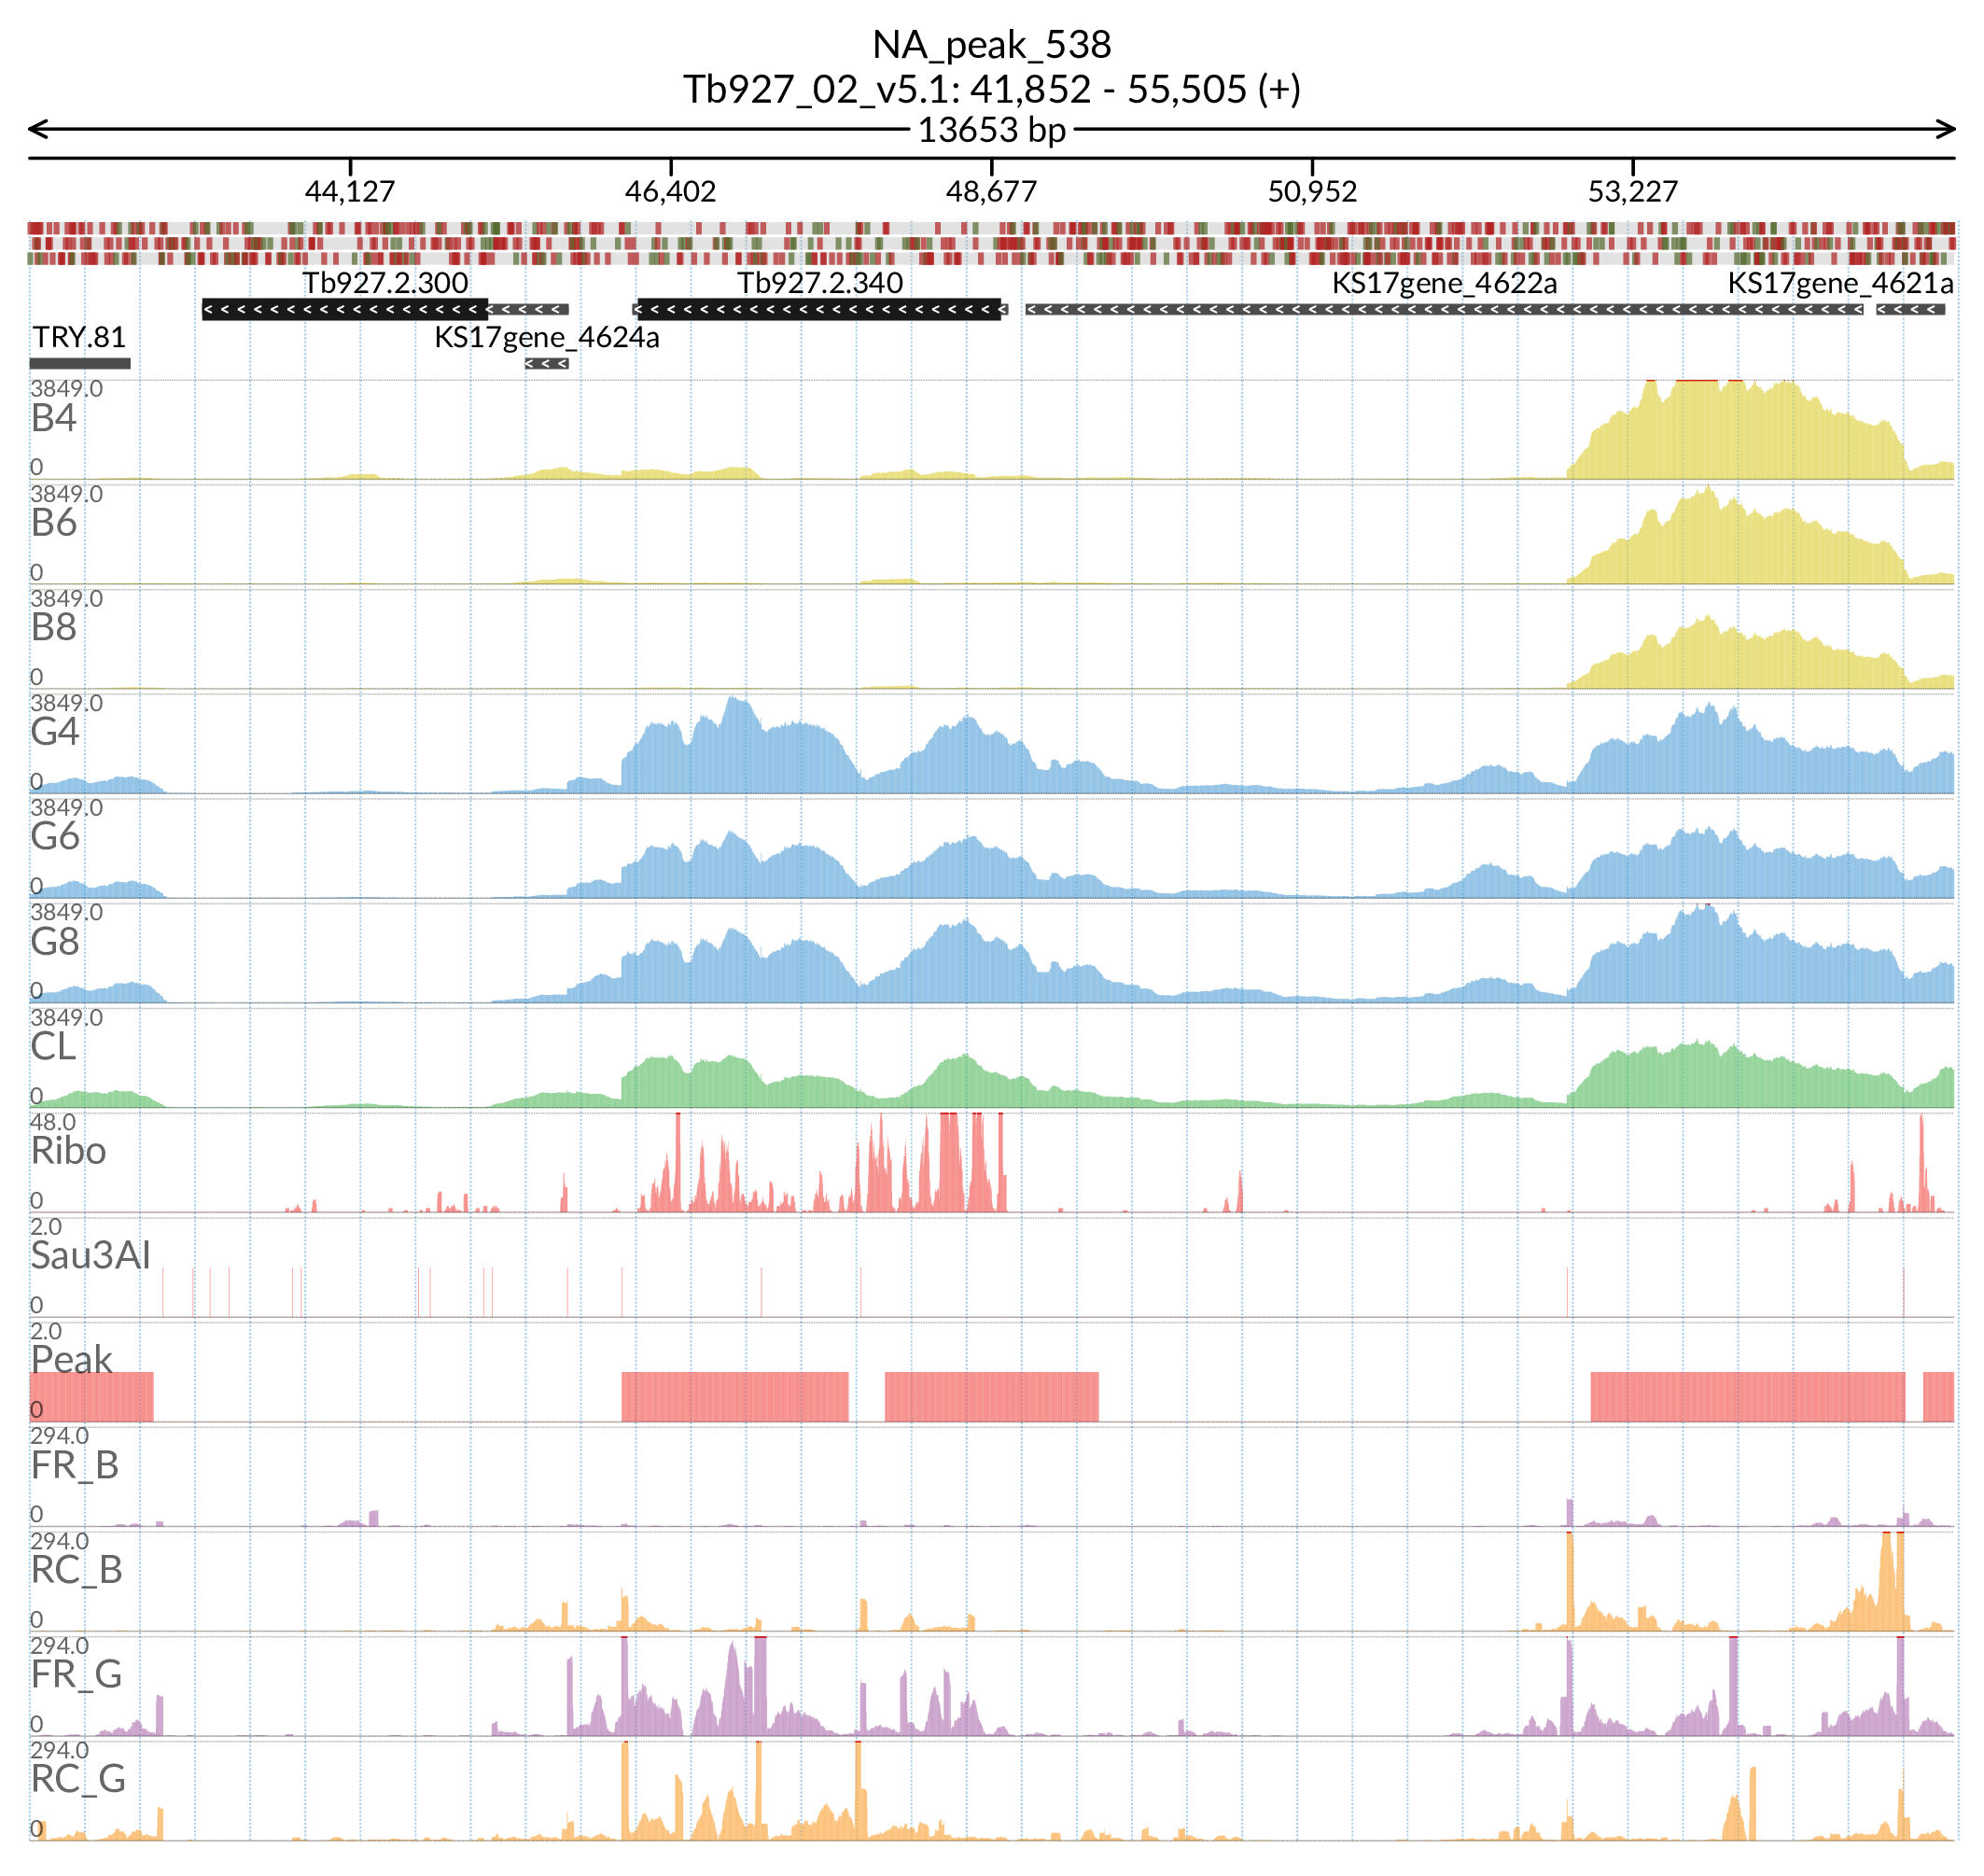 NA_peak_538
Tb927_02_v5.1: 41,852 - 55,505 (+)
13653 bp
44,127 46,402 48,677 50,952 53,227
Tb927.2.300 Tb927.2.340 KS17gene_4622a KS17gene_4621a
TRY.81 KS17gene_4624a
3849.0
B4
0
3849.0
B6
0
3849.0
B8
0
3849.0
G4
0
3849.0
G6
0
3849.0
G8
0
3849.0
CL
0
48.0
Ribo
0
2.0
Sau3AI
0
2.0
Peak
0
294.0
FR_B
0
294.0
RC_B
0
294.0
FR_G
0
294.0
RC_G
0